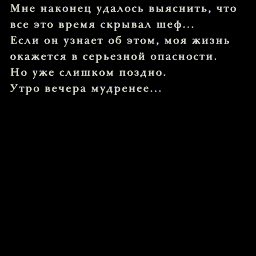 Мне наконец удалось выяснить, что
все это время скрывал шеф...
Если он узнает об этом, моя жизнь
окажется в серьезной опасности.
Но уже слишком поздно.
Утро вечера мудренее...